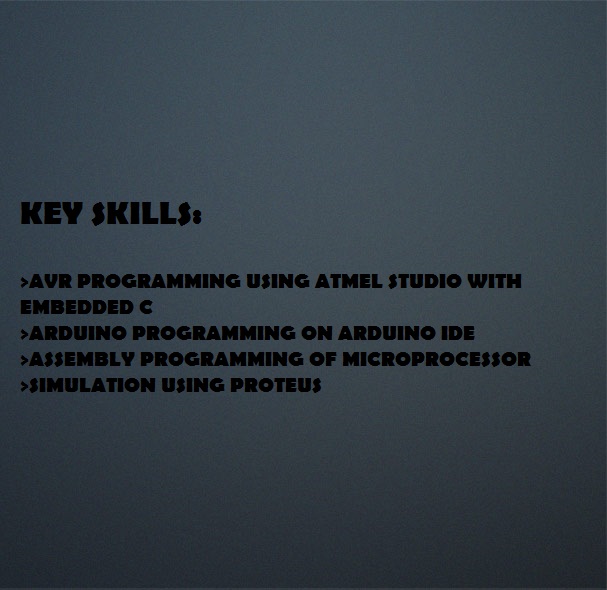 KEY SKILLS:
>AVR PROGRAMMING USING ATMEL STUDIO WITH
EMBEDDED C
>ARDUINO PROGRAMMING ON ARDUINO IDE
>ASSEMBLY PROGRAMMING OF MICROPROCESSOR
>SIMULATION USING PROTEUS